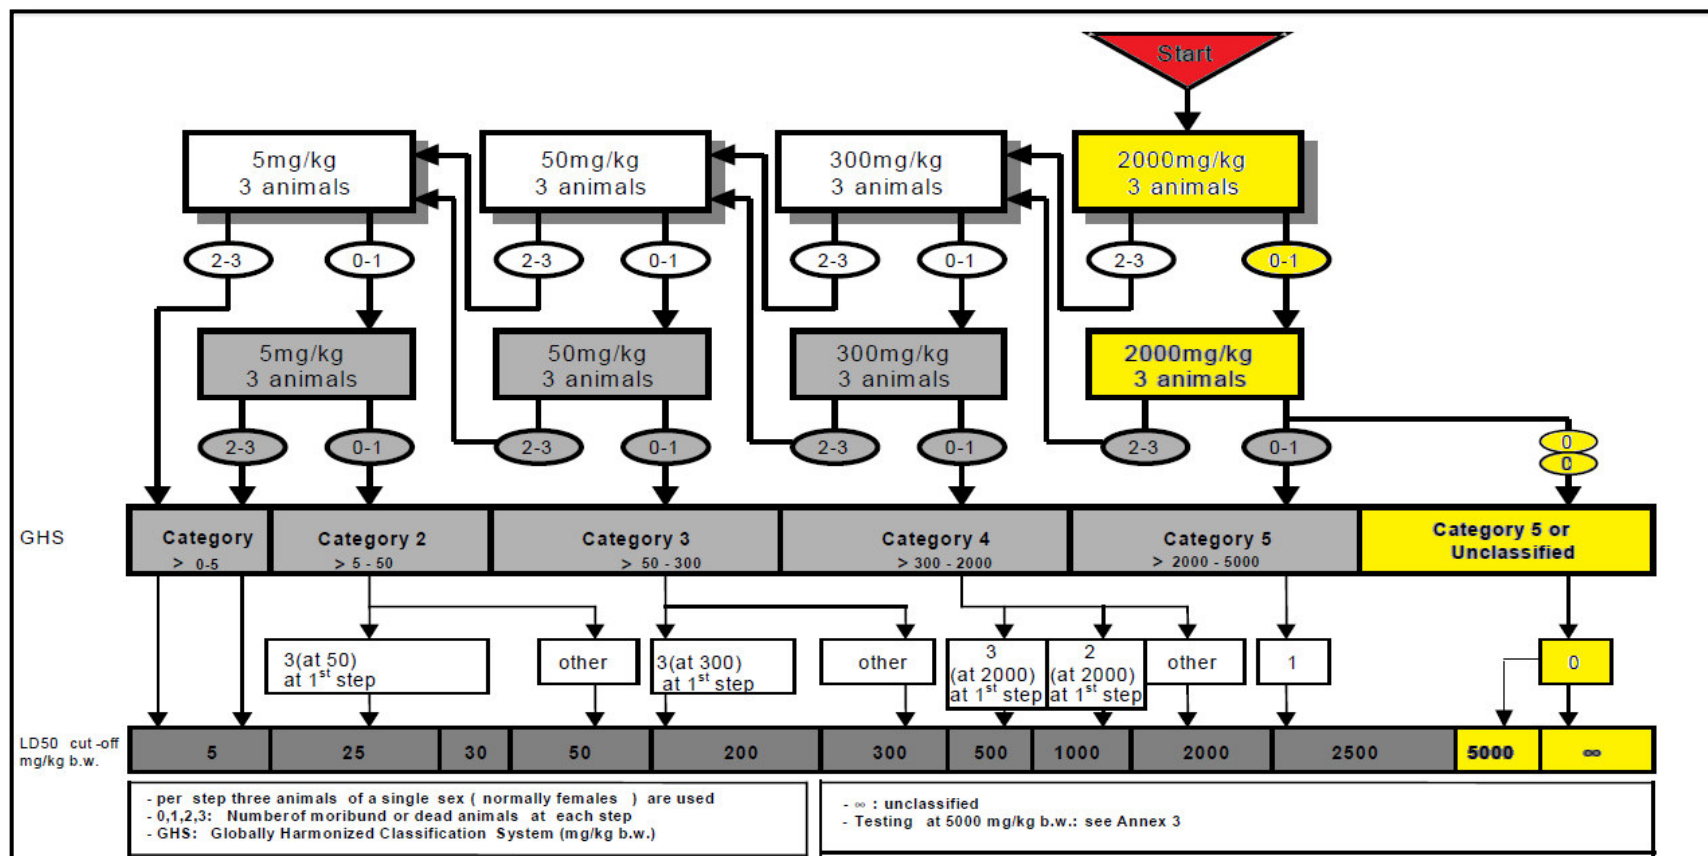 Start
5mg/kg
3 animals
50mg/kg
3 animals
300mg/kg
3 animals
2000mg/kg
3 animals
2-3
0-1
2-3
0-1
2-3
0-1
2-3
0-1
5mg/kg
3 animals
50mg/kg
3 animals
300mg/kg
3 animals
2000mg/kg
3 animals
2-3
0-1
2-3
0-1
2-3
0-1
2-3
0-1
0
0
GHS
Category
> 0-5
Category 2
> 5 - 50
Category 3
> 50 - 300
Category 4
> 300 - 2000
Category 5
> 2000 - 5000
Category 5 or
Unclassified
3(at 50)
at 1st step
other
3(at 300)
at 1st step
other
3
(at 2000)
at 1st step
2
(at 2000)
at 1st step
other
1
0
LD50 cut-off
mg/kg b.w.
5
25
30
50
200
300
500
1000
2000
2500
5000
∞
- per step three animals of a single sex ( normally females ) are used
- 0,1,2,3: Numberof moribund or dead animals at each step
- GHS: Globally Harmonized Classification System (mg/kg b.w.)
- ∞ : unclassified
- Testing at 5000 mg/kg b.w.: see Annex 3